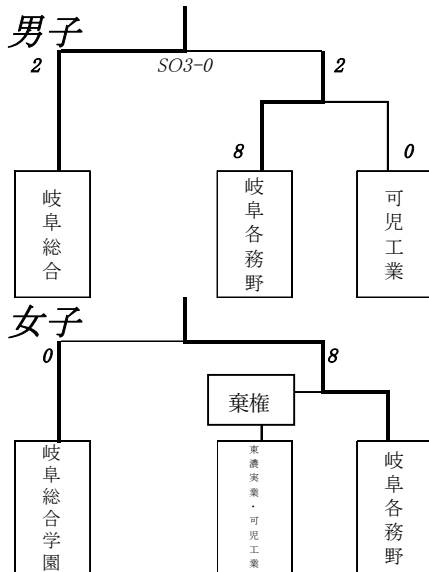 男子
2
SO3-0
2
8
0
岐阜総合
岐阜各務野
可児工業
女子
0
8
棄権
岐阜総合学園
東濃実業・可児工業
岐阜各務野